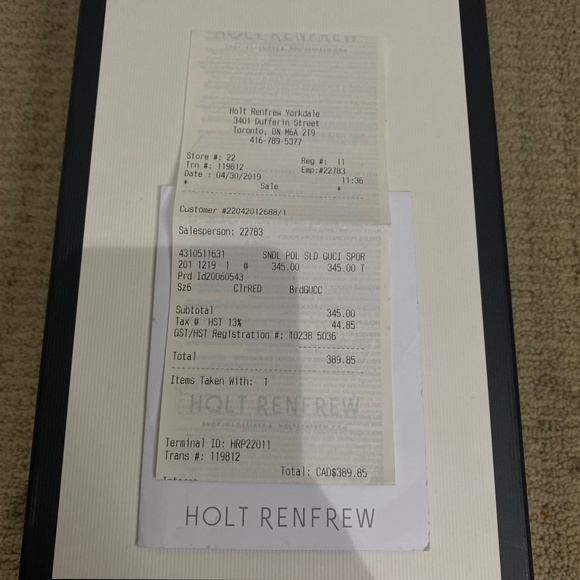 HOLT RENFREW
Holt Renfrew Yorkdale
3401 Dufferin Street
Toronto, ON M6A 2T9
416-789-5377
Store #: 22 Reg #: 11
Trn #: 119812 Emp:#22783
Date : 04/30/2019 11:36
* Sale *
Customer #22042012688/1
Salesperson: 22783
4310511631 SNDL POL SLD GUCI SPOR
201 1219 1 @ 345.00 345.00 T
Prd Id20060543
Sz6 ClrRED BrdGUCC
Subtotal 345.00
Tax # HST 13% 44.85
GST/HST Registration #: 10238 5036
Total 389.85
Items Taken With: 1
HOLT RENFREW
Terminal ID: HRP22011
Trans #: 119812
Total: CAD$389.85
HOLT RENFREW